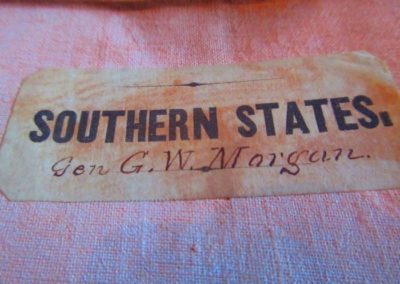 SOUTHERN STATES.
Gen G. W. Morgan.